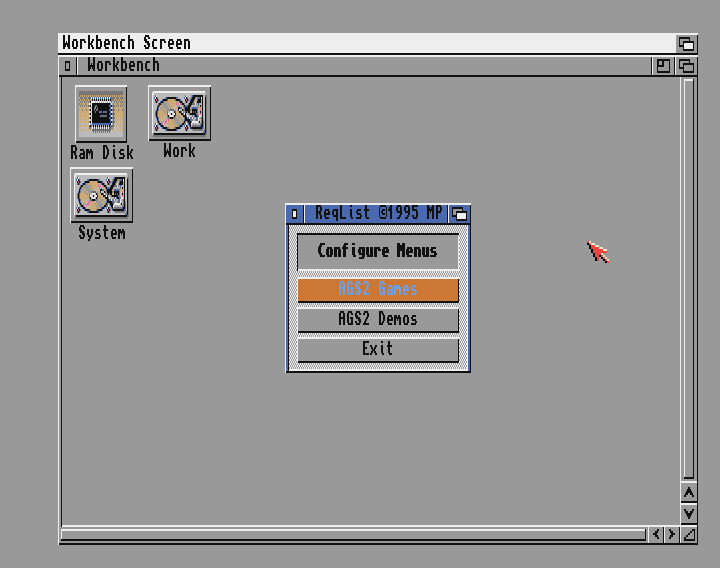 Workbench Screen
Workbench
Ram Disk
Work
System
ReqList ©1995 MP
Configure Menus
AGS2 Games
AGS2 Demos
Exit